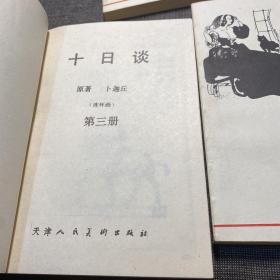 十日谈
原著 卜迦丘
（连环画）
第三册
天津人民美术出版社